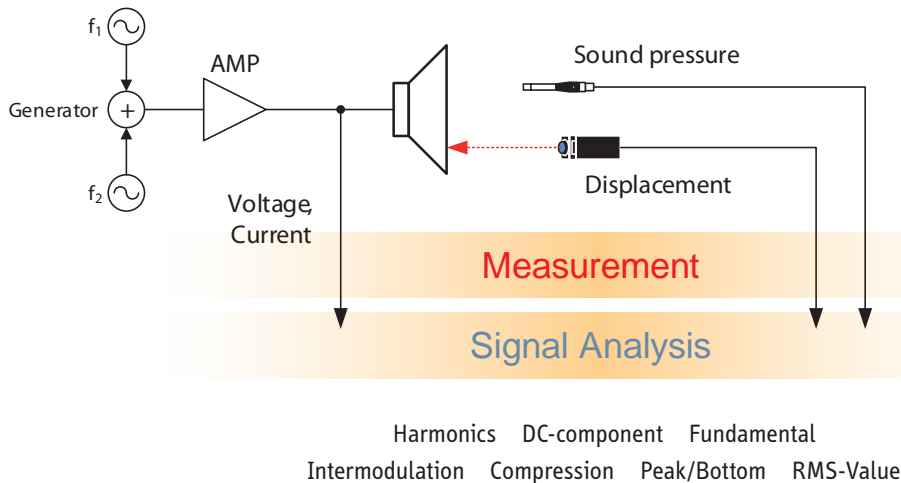 f₁
AMP
Sound pressure
Generator
f₂
Displacement
Voltage,
Current
Measurement
Signal Analysis
Harmonics DC-component Fundamental
Intermodulation Compression Peak/Bottom RMS-Value